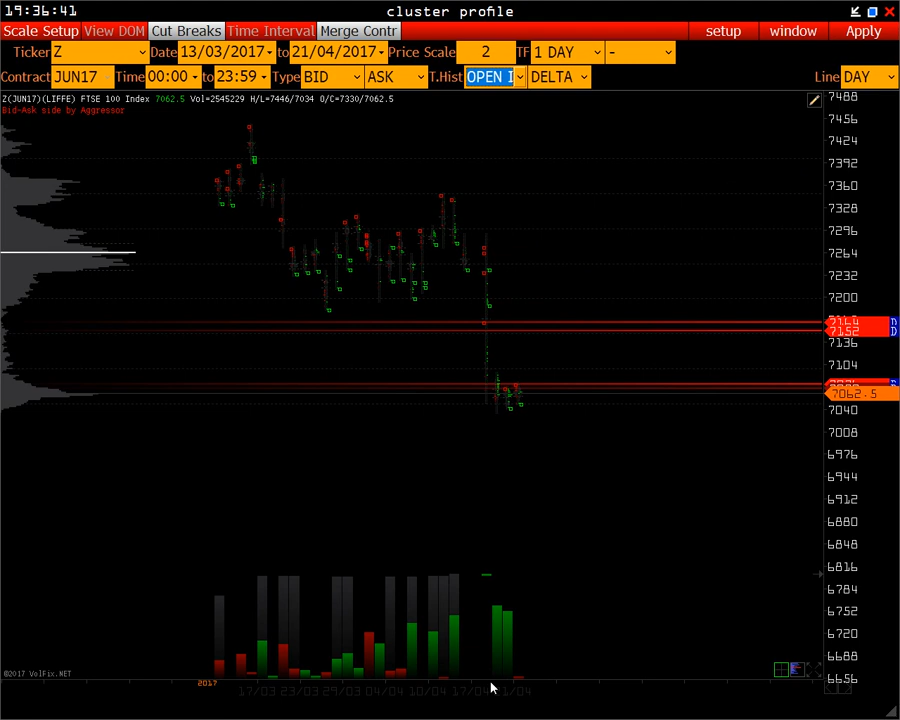 19:36:41 cluster profile
Scale Setup View DOM Cut Breaks Time Interval Merge Contr setup window Apply
Ticker Z Date 13/03/2017 to 21/04/2017 Price Scale 2 TF 1 DAY -
Contract JUN17 Time 00:00 to 23:59 Type BID ASK T.Hist OPEN I DELTA Line DAY
Z(JUN17)(LIFFE) FTSE 100 Index 7062.5 Vol=2545229 H/L=7446/7034 O/C=7330/7062.5
Bid-Ask side by Aggressor
7488
7456
7424
7392
7360
7328
7296
7264
7232
7200
7164 D
7152 D
7136
7104
7062.5
7040
7008
6976
6944
6912
6880
6848
6816
6784
6752
6720
6688
6656
©2017 VolFix.NET
2017
17/03 23/03 29/03 04/04 10/04 17/04 21/04